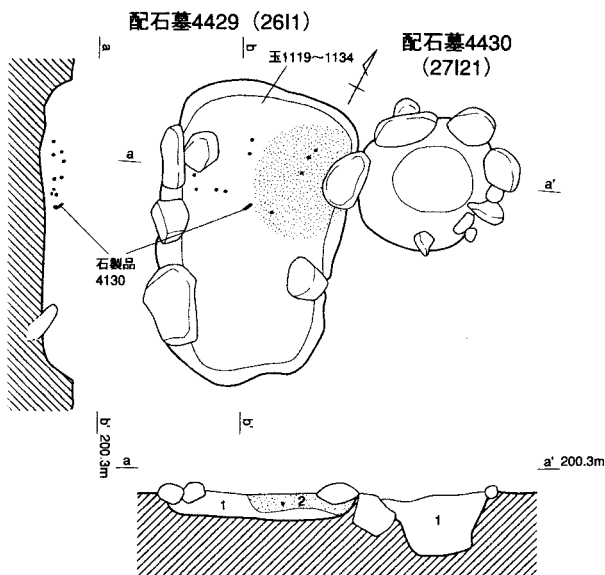 配石墓4429（26I1）
配石墓4430
（27I21）
玉1119〜1134
a
b
a
a'
石製品
4130
b' 200.3m
b'
a
a' 200.3m
1
2
1